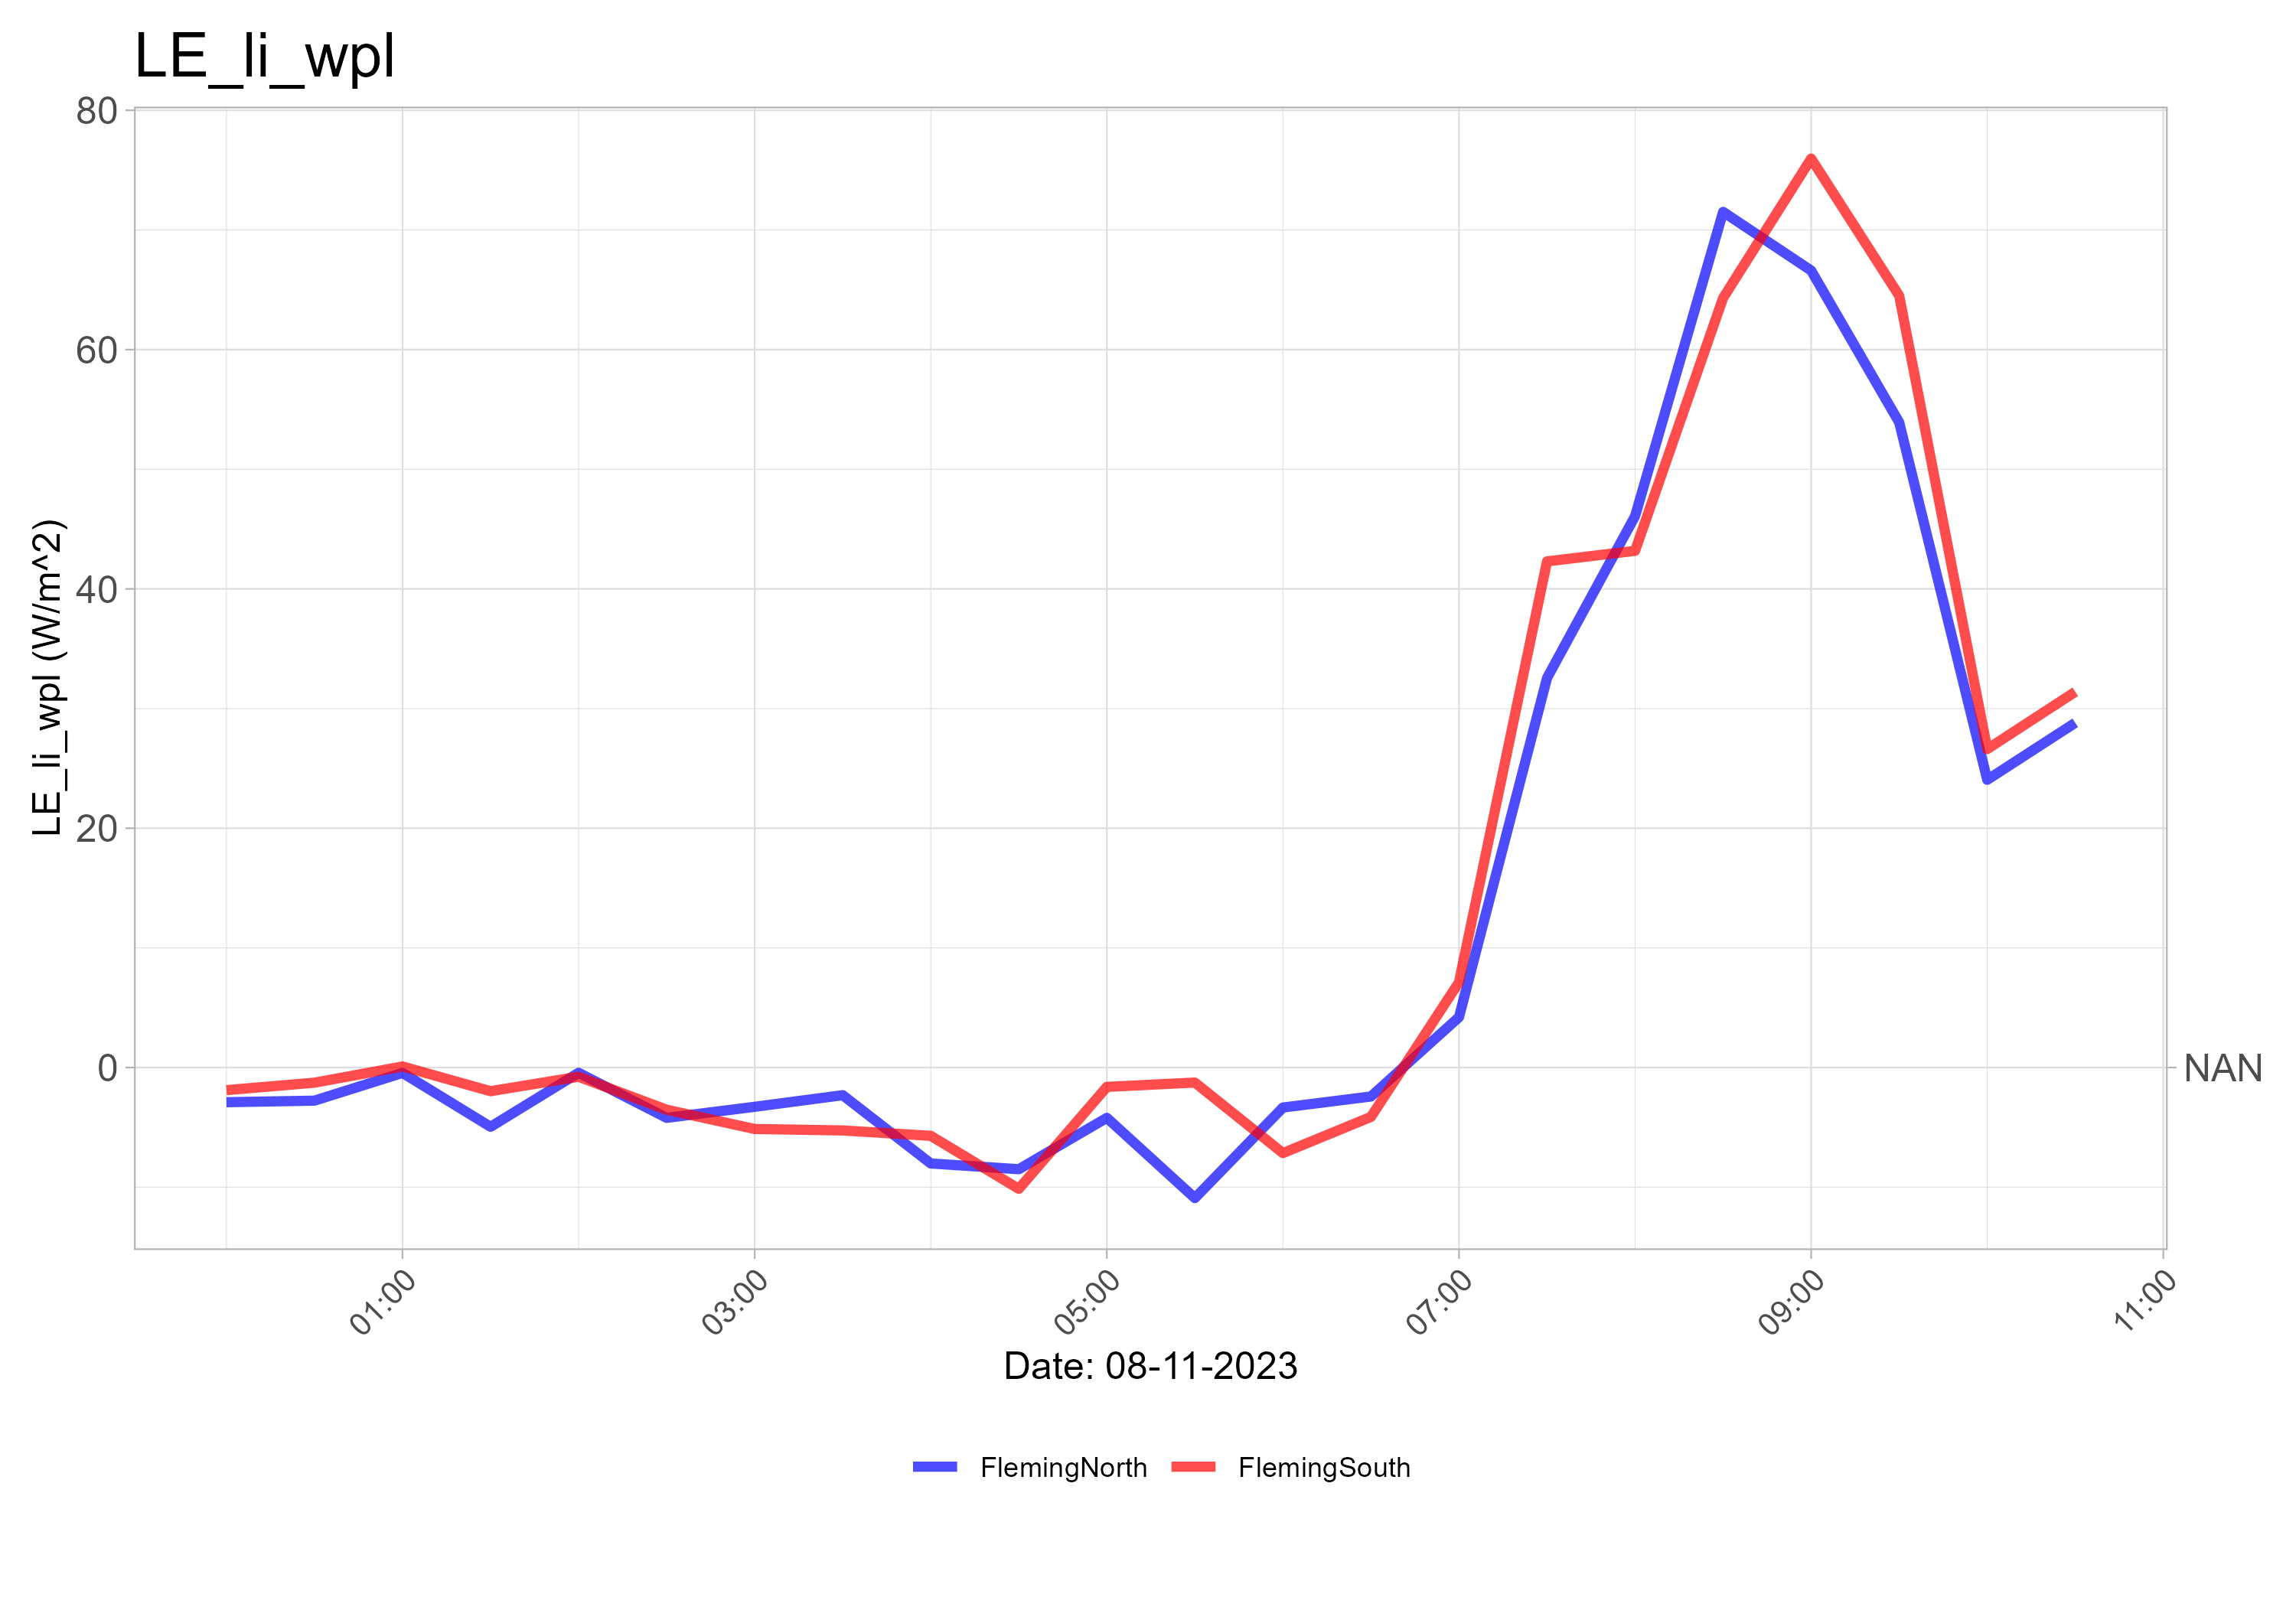 LE_li_wpl
80
60
40
20
0
LE_li_wpl (W/m^2)
NAN
01:00
03:00
05:00
07:00
09:00
11:00
Date: 08-11-2023
FlemingNorth
FlemingSouth